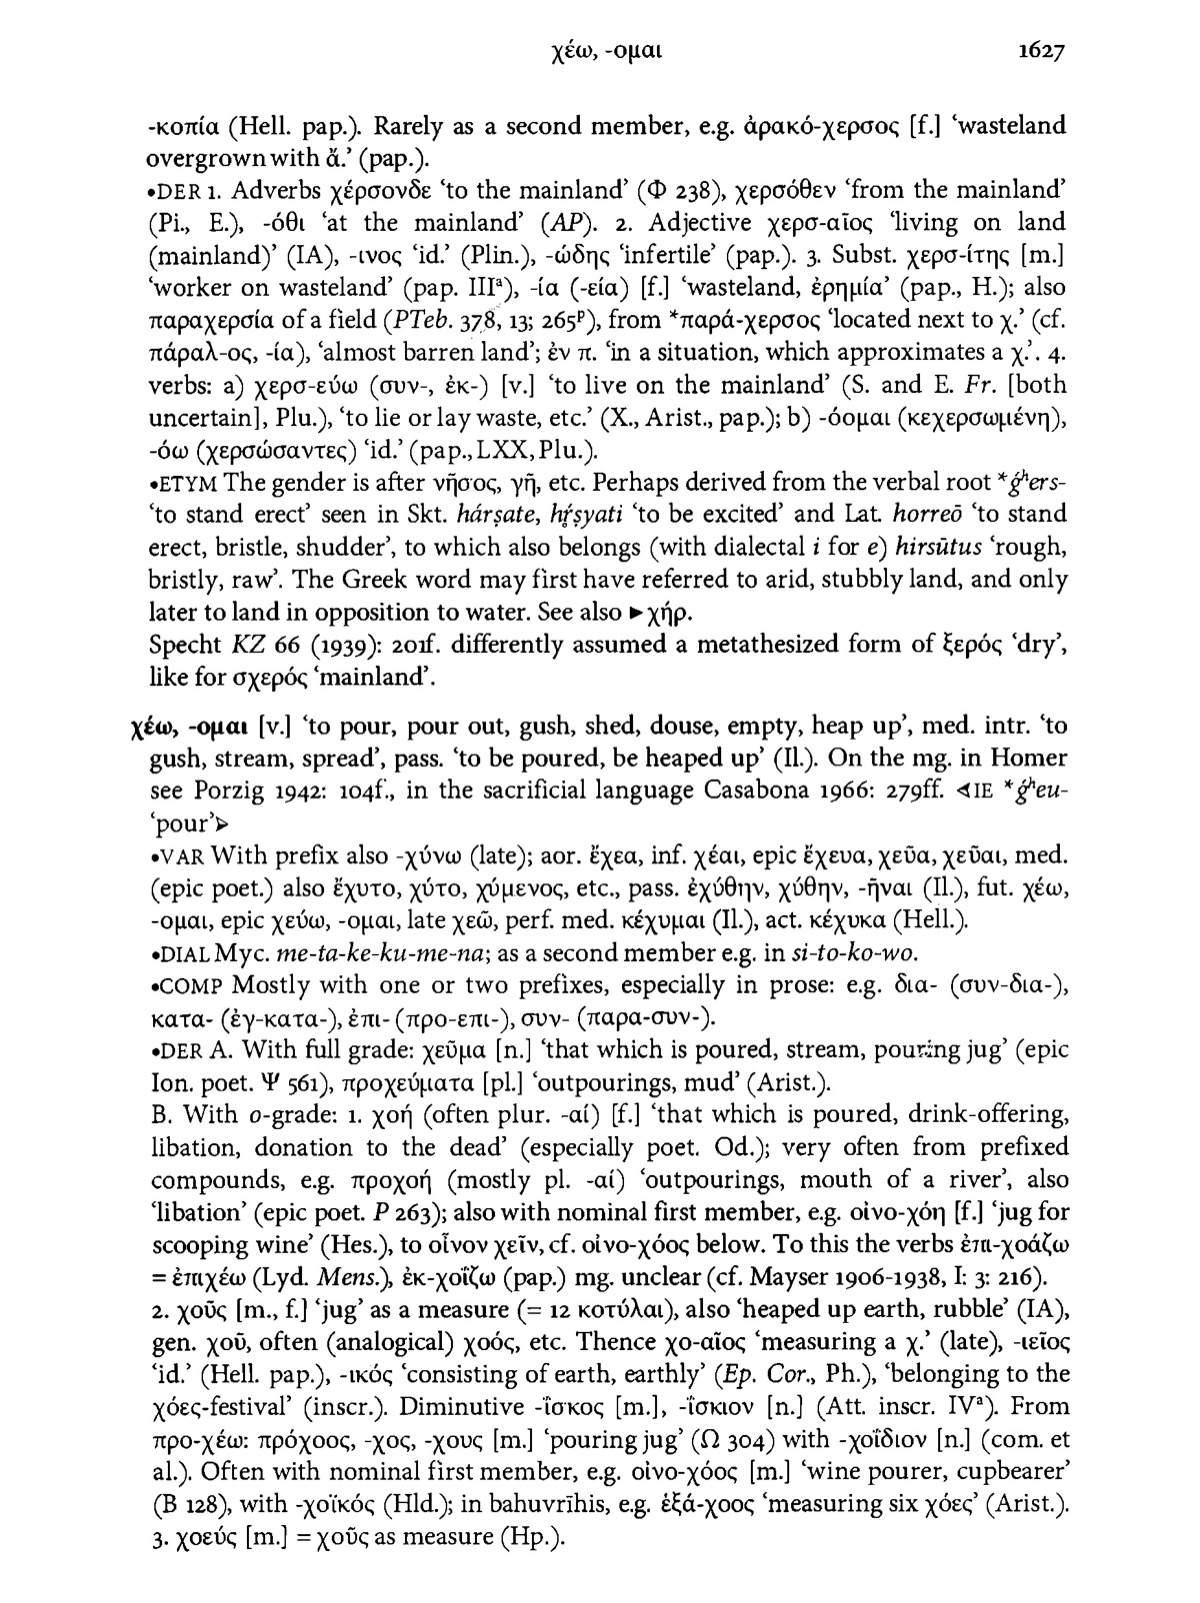 χέω, -ομαι 1627
-κοπία (Hell. pap.). Rarely as a second member, e.g. ἀρακό-χερσος [f.] ‘wasteland
overgrown with ἄ.’ (pap.).
•DER 1. Adverbs χέρσονδε ‘to the mainland’ (Φ 238), χερσόθεν ‘from the mainland’
(Pi., E.), -όθι ‘at the mainland’ (AP). 2. Adjective χερσ-αῖος ‘living on land
(mainland)’ (IA), -ινος ‘id.’ (Plin.), -ώδης ‘infertile’ (pap.). 3. Subst. χερσ-ίτης [m.]
‘worker on wasteland’ (pap. IIIᵃ), -ία (-εία) [f.] ‘wasteland, ἐρημία’ (pap., H.); also
παραχερσία of a field (PTeb. 378, 13; 265ᵖ), from *παρά-χερσος ‘located next to χ.’ (cf.
πάραλ-ος, -ία), ‘almost barren land’; ἐν π. ‘in a situation, which approximates a χ.’. 4.
verbs: a) χερσ-εύω (συν-, ἐκ-) [v.] ‘to live on the mainland’ (S. and E. Fr. [both
uncertain], Plu.), ‘to lie or lay waste, etc.’ (X., Arist., pap.); b) -όομαι (κεχερσωμένη),
-όω (χερσώσαντες) ‘id.’ (pap., LXX, Plu.).
•ETYM The gender is after νῆσος, γῆ, etc. Perhaps derived from the verbal root *ǵʰers-
‘to stand erect’ seen in Skt. hárṣate, hŕ̥ṣyati ‘to be excited’ and Lat. horreō ‘to stand
erect, bristle, shudder’, to which also belongs (with dialectal i for e) hirsūtus ‘rough,
bristly, raw’. The Greek word may first have referred to arid, stubbly land, and only
later to land in opposition to water. See also ►χήρ.
Specht KZ 66 (1939): 201f. differently assumed a metathesized form of ξερός ‘dry’,
like for σχερός ‘mainland’.
χέω, -ομαι [v.] ‘to pour, pour out, gush, shed, douse, empty, heap up’, med. intr. ‘to
gush, stream, spread’, pass. ‘to be poured, be heaped up’ (Il.). On the mg. in Homer
see Porzig 1942: 104f., in the sacrificial language Casabona 1966: 279ff. ⊲IE *ǵʰeu-
‘pour’⊳
•VAR With prefix also -χύνω (late); aor. ἔχεα, inf. χέαι, epic ἔχευα, χεῦα, χεῦαι, med.
(epic poet.) also ἔχυτο, χύτο, χύμενος, etc., pass. ἐχύθην, χύθην, -ῆναι (Il.), fut. χέω,
-ομαι, epic χεύω, -ομαι, late χεῶ, perf. med. κέχυμαι (Il.), act. κέχυκα (Hell.).
•DIAL Myc. me-ta-ke-ku-me-na; as a second member e.g. in si-to-ko-wo.
•COMP Mostly with one or two prefixes, especially in prose: e.g. δια- (συν-δια-),
κατα- (ἐγ-κατα-), ἐπι- (προ-επι-), συν- (παρα-συν-).
•DER A. With full grade: χεῦμα [n.] ‘that which is poured, stream, pouring jug’ (epic
Ion. poet. Ψ 561), προχεύματα [pl.] ‘outpourings, mud’ (Arist.).
B. With o-grade: 1. χοή (often plur. -αί) [f.] ‘that which is poured, drink-offering,
libation, donation to the dead’ (especially poet. Od.); very often from prefixed
compounds, e.g. προχοή (mostly pl. -αί) ‘outpourings, mouth of a river’, also
‘libation’ (epic poet. P 263); also with nominal first member, e.g. οἰνο-χόη [f.] ‘jug for
scooping wine’ (Hes.), to οἶνον χεῖν, cf. οἰνο-χόος below. To this the verbs ἐπι-χοάζω
= ἐπιχέω (Lyd. Mens.), ἐκ-χοΐζω (pap.) mg. unclear (cf. Mayser 1906-1938, I: 3: 216).
2. χοῦς [m., f.] ‘jug’ as a measure (= 12 κοτύλαι), also ‘heaped up earth, rubble’ (IA),
gen. χοῦ, often (analogical) χοός, etc. Thence χο-αῖος ‘measuring a χ.’ (late), -ιεῖος
‘id.’ (Hell. pap.), -ικός ‘consisting of earth, earthly’ (Ep. Cor., Ph.), ‘belonging to the
χόες-festival’ (inscr.). Diminutive -ΐσκος [m.], -ΐσκιον [n.] (Att. inscr. IVᵃ). From
προ-χέω: πρόχοος, -χος, -χους [m.] ‘pouring jug’ (Ω 304) with -χοΐδιον [n.] (com. et
al.). Often with nominal first member, e.g. οἰνο-χόος [m.] ‘wine pourer, cupbearer’
(B 128), with -χοϊκός (Hld.); in bahuvrīhis, e.g. ἑξά-χοος ‘measuring six χόες’ (Arist.).
3. χοεύς [m.] = χοῦς as measure (Hp.).